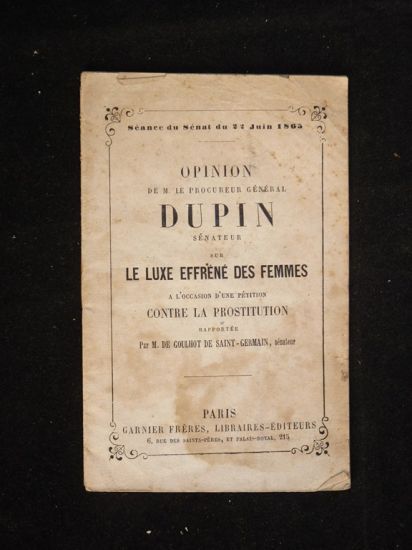 Séance du Sénat du 22 Juin 1865
OPINION
DE M. LE PROCUREUR GÉNÉRAL
DUPIN
SÉNATEUR
SUR
LE LUXE EFFRÉNÉ DES FEMMES
A L'OCCASION D'UNE PÉTITION
CONTRE LA PROSTITUTION
RAPPORTÉE
Par M. DE GOULHOT DE SAINT-GERMAIN, sénateur
PARIS
GARNIER FRÈRES, LIBRAIRES-ÉDITEURS
6, RUE DES SAINTS-PÈRES, ET PALAIS-ROYAL, 215